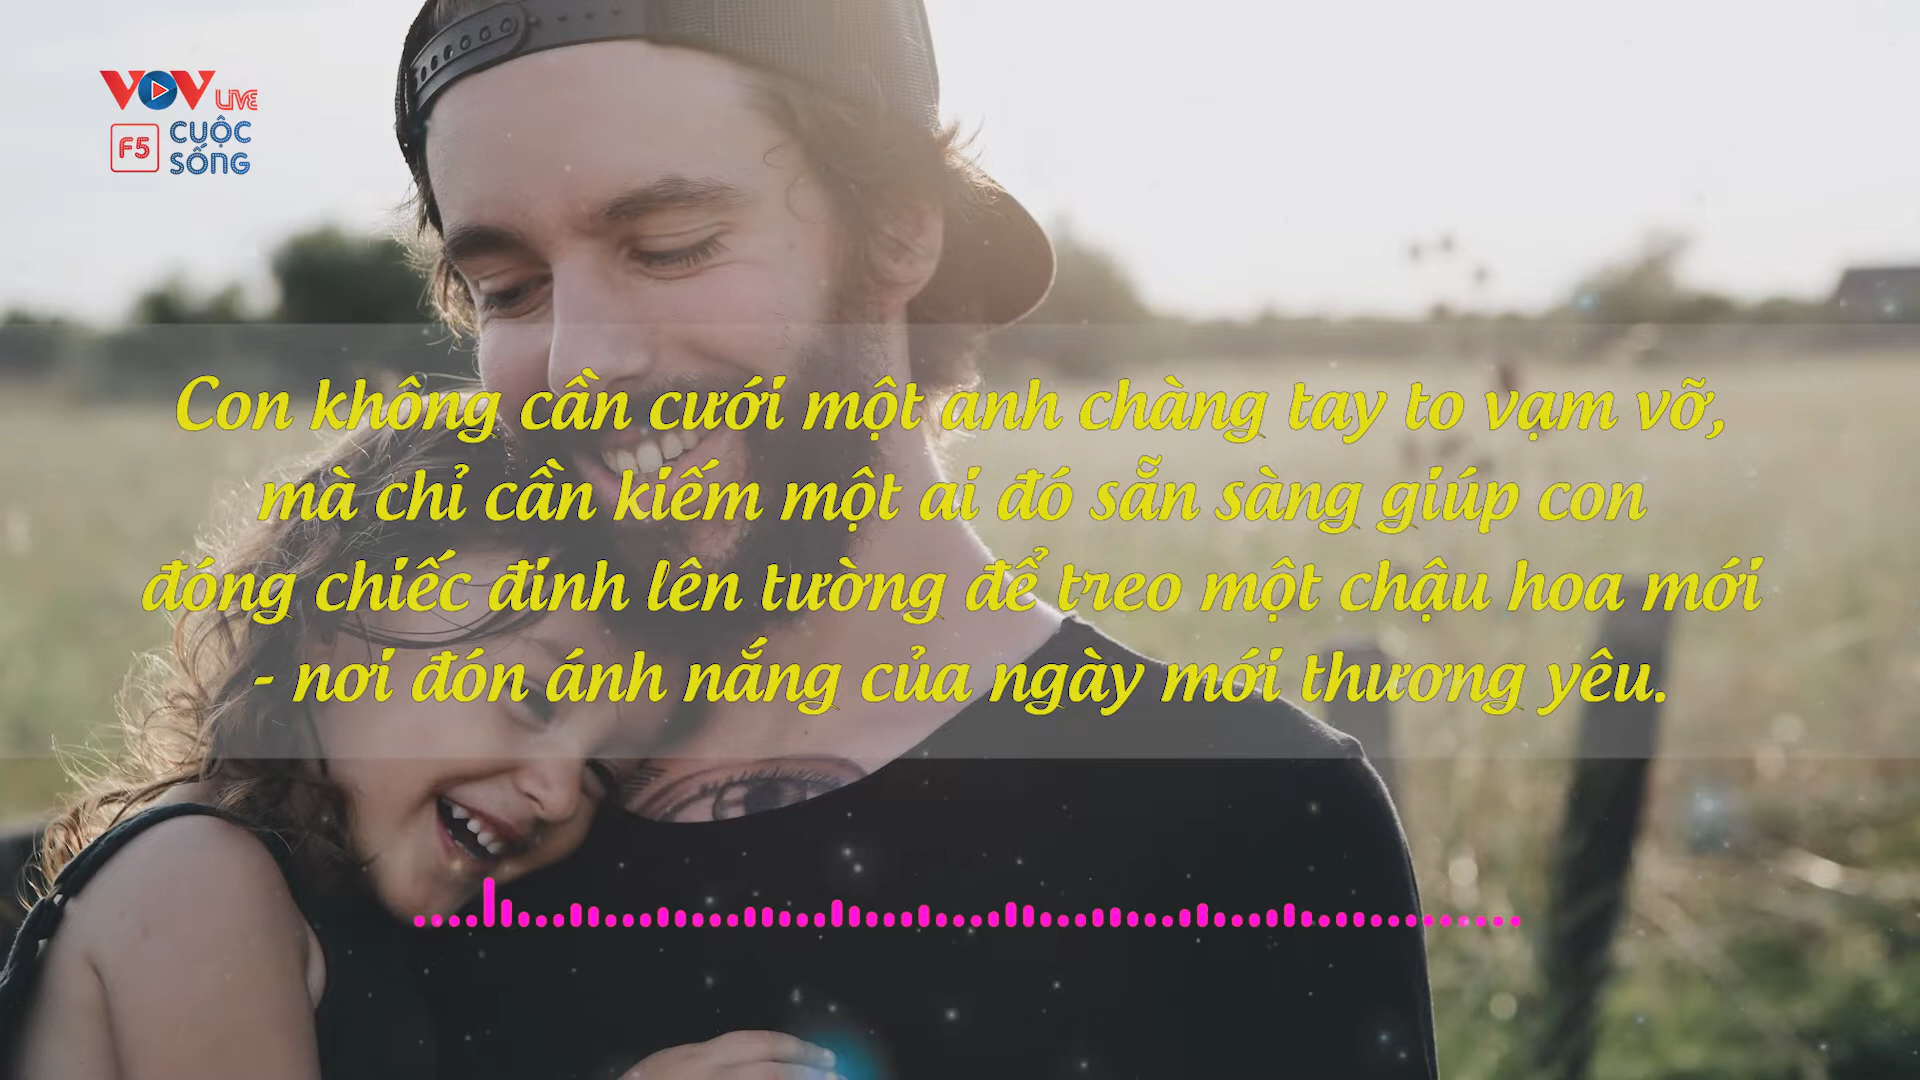 VOV LIVE
F5 CUỘC SỐNG
Con không cần cưới một anh chàng tay to vạm vỡ,
mà chỉ cần kiếm một ai đó sẵn sàng giúp con
đóng chiếc đinh lên tường để treo một chậu hoa mới
- nơi đón ánh nắng của ngày mới thương yêu.